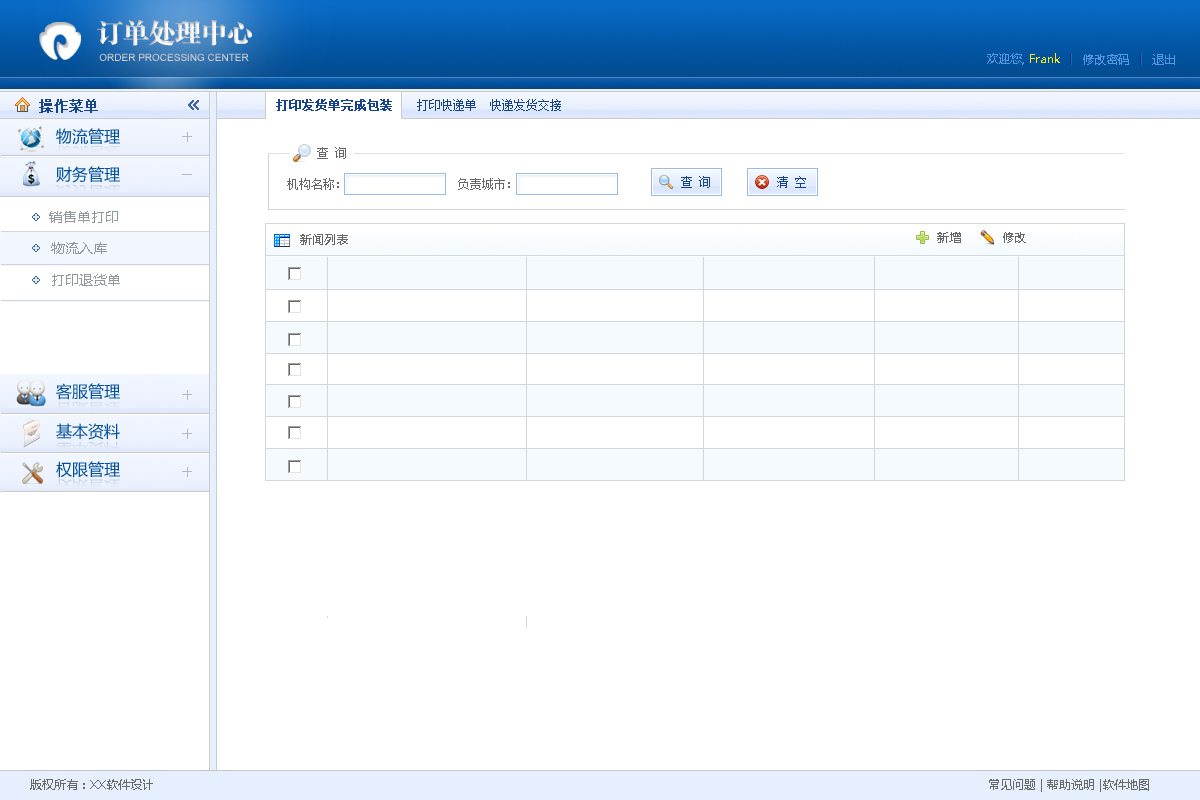 订单处理中心
ORDER PROCESSING CENTER
欢迎您, Frank | 修改密码 | 退出
操作菜单 «
物流管理 +
财务管理 −
销售单打印
物流入库
打印退货单
客服管理 +
基本资料 +
权限管理 +
打印发货单完成包装 打印快递单 快递发货交接
查 询
机构名称: 负责城市: 查 询 清 空
新闻列表 新增 修改
版权所有：XX软件设计
常见问题 | 帮助说明 |软件地图